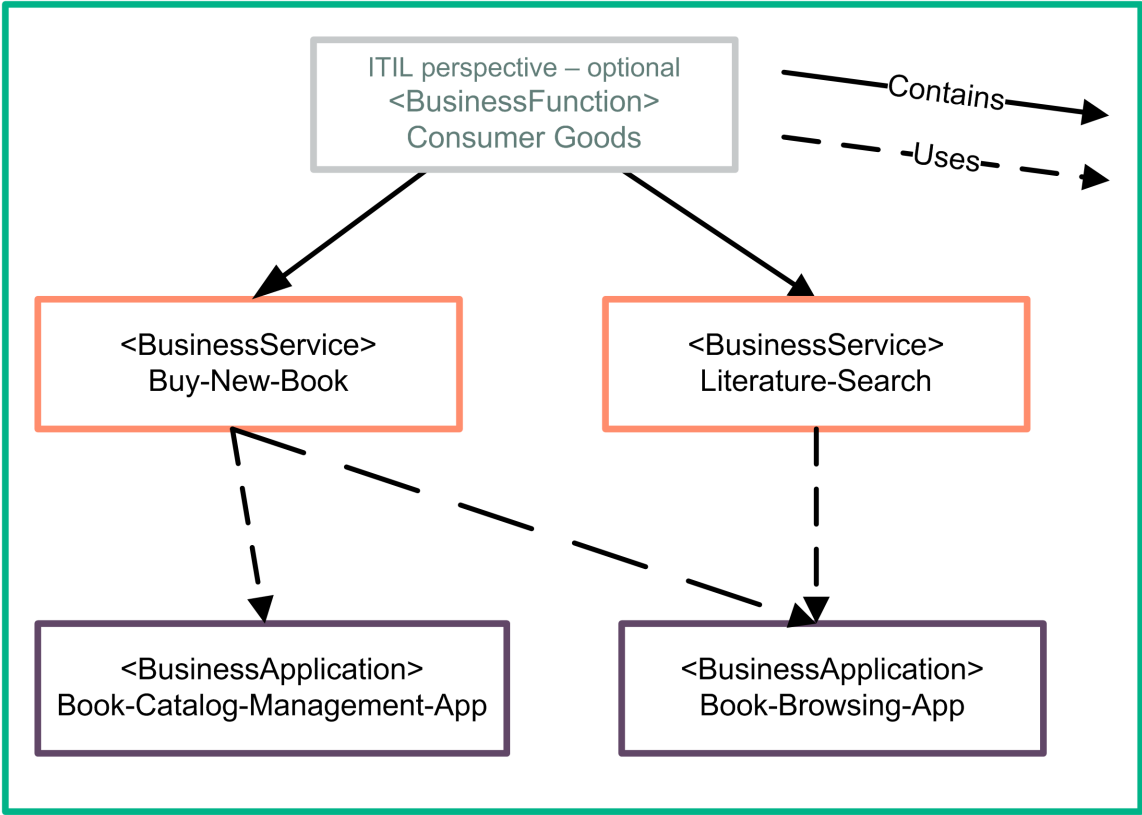 ITIL perspective – optional
<BusinessFunction>
Consumer Goods
Contains
Uses
<BusinessService>
Buy-New-Book
<BusinessService>
Literature-Search
<BusinessApplication>
Book-Catalog-Management-App
<BusinessApplication>
Book-Browsing-App